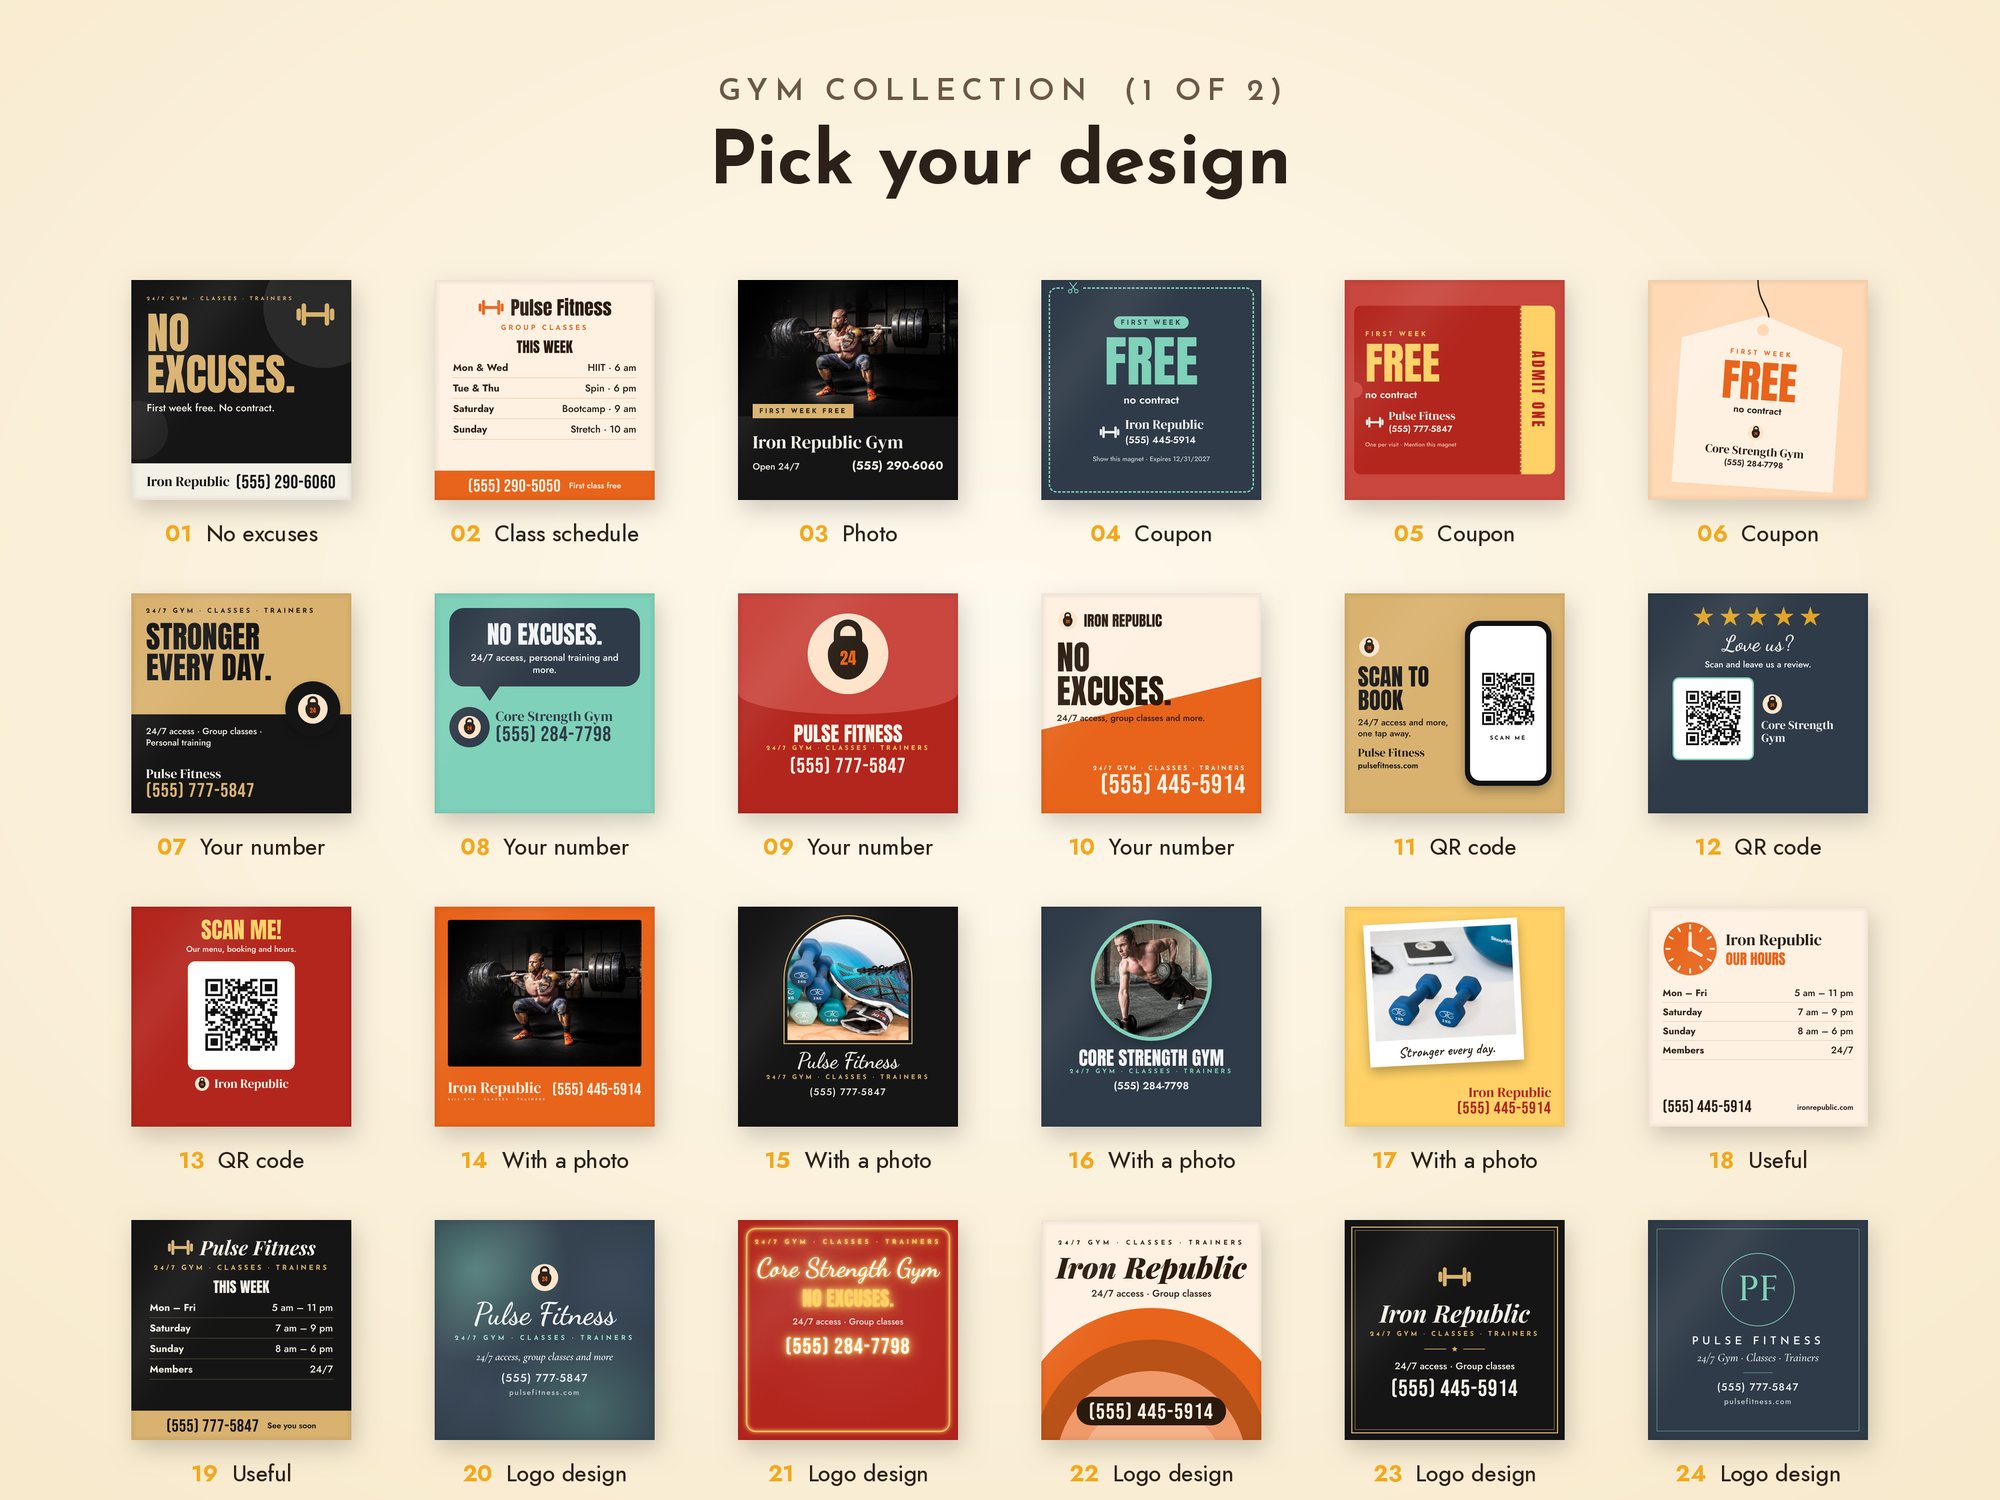 GYM COLLECTION (1 OF 2)
Pick your design
24/7 GYM · CLASSES · TRAINERS
NO
EXCUSES.
First week free. No contract.
Iron Republic (555) 290-6060
01 No excuses
Pulse Fitness
GROUP CLASSES
THIS WEEK
Mon & Wed HIIT · 6 am
Tue & Thu Spin · 6 pm
Saturday Bootcamp · 9 am
Sunday Stretch · 10 am
(555) 290-5050 First class free
02 Class schedule
FIRST WEEK FREE
Iron Republic Gym
Open 24/7 (555) 290-6060
03 Photo
FIRST WEEK
FREE
no contract
Iron Republic
(555) 445-5914
Show this magnet · Expires 12/31/2027
04 Coupon
FIRST WEEK
FREE
no contract
Pulse Fitness
(555) 777-5847
One per visit · Mention this magnet
ADMIT ONE
05 Coupon
FIRST WEEK
FREE
no contract
Core Strength Gym
(555) 284-7798
06 Coupon
24/7 GYM · CLASSES · TRAINERS
STRONGER
EVERY DAY.
24
24/7 access · Group classes ·
Personal training
Pulse Fitness
(555) 777-5847
07 Your number
NO EXCUSES.
24/7 access, personal training and
more.
24
Core Strength Gym
(555) 284-7798
08 Your number
24
PULSE FITNESS
24/7 GYM · CLASSES · TRAINERS
(555) 777-5847
09 Your number
IRON REPUBLIC
NO
EXCUSES.
24/7 access, group classes and more.
24/7 GYM · CLASSES · TRAINERS
(555) 445-5914
10 Your number
SCAN TO
BOOK
24/7 access and more,
one tap away.
Pulse Fitness
pulsefitness.com
SCAN ME
11 QR code
Love us?
Scan and leave us a review.
Core Strength
Gym
12 QR code
SCAN ME!
Our menu, booking and hours.
Iron Republic
13 QR code
Iron Republic (555) 445-5914
24/7 GYM · CLASSES · TRAINERS
14 With a photo
Pulse Fitness
24/7 GYM · CLASSES · TRAINERS
(555) 777-5847
15 With a photo
CORE STRENGTH GYM
24/7 GYM · CLASSES · TRAINERS
(555) 284-7798
16 With a photo
Stronger every day.
Iron Republic
(555) 445-5914
17 With a photo
Iron Republic
OUR HOURS
Mon – Fri 5 am – 11 pm
Saturday 7 am – 9 pm
Sunday 8 am – 6 pm
Members 24/7
(555) 445-5914 ironrepublic.com
18 Useful
Pulse Fitness
24/7 GYM · CLASSES · TRAINERS
THIS WEEK
Mon – Fri 5 am – 11 pm
Saturday 7 am – 9 pm
Sunday 8 am – 6 pm
Members 24/7
(555) 777-5847 See you soon
19 Useful
Pulse Fitness
24/7 GYM · CLASSES · TRAINERS
24/7 access, group classes and more
(555) 777-5847
pulsefitness.com
20 Logo design
24/7 GYM · CLASSES · TRAINERS
Core Strength Gym
NO EXCUSES.
24/7 access · Group classes
(555) 284-7798
21 Logo design
24/7 GYM · CLASSES · TRAINERS
Iron Republic
24/7 access · Group classes
(555) 445-5914
22 Logo design
Iron Republic
24/7 GYM · CLASSES · TRAINERS
24/7 access · Group classes
(555) 445-5914
23 Logo design
PF
PULSE FITNESS
24/7 Gym · Classes · Trainers
(555) 777-5847
pulsefitness.com
24 Logo design